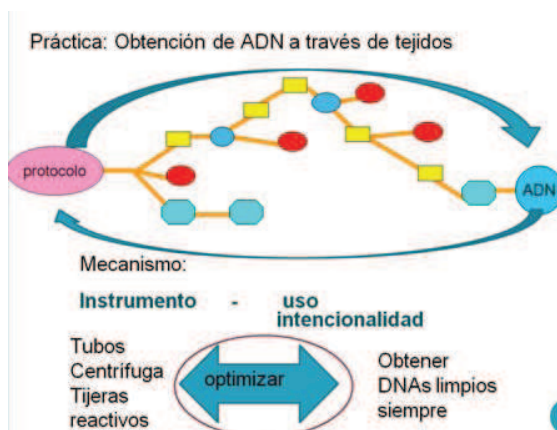 Práctica: Obtención de ADN a través de tejidos
protocolo
ADN
Mecanismo:
Instrumento - uso
intencionalidad
Tubos
Centrífuga
Tijeras
reactivos
optimizar
Obtener
DNAs limpios
siempre